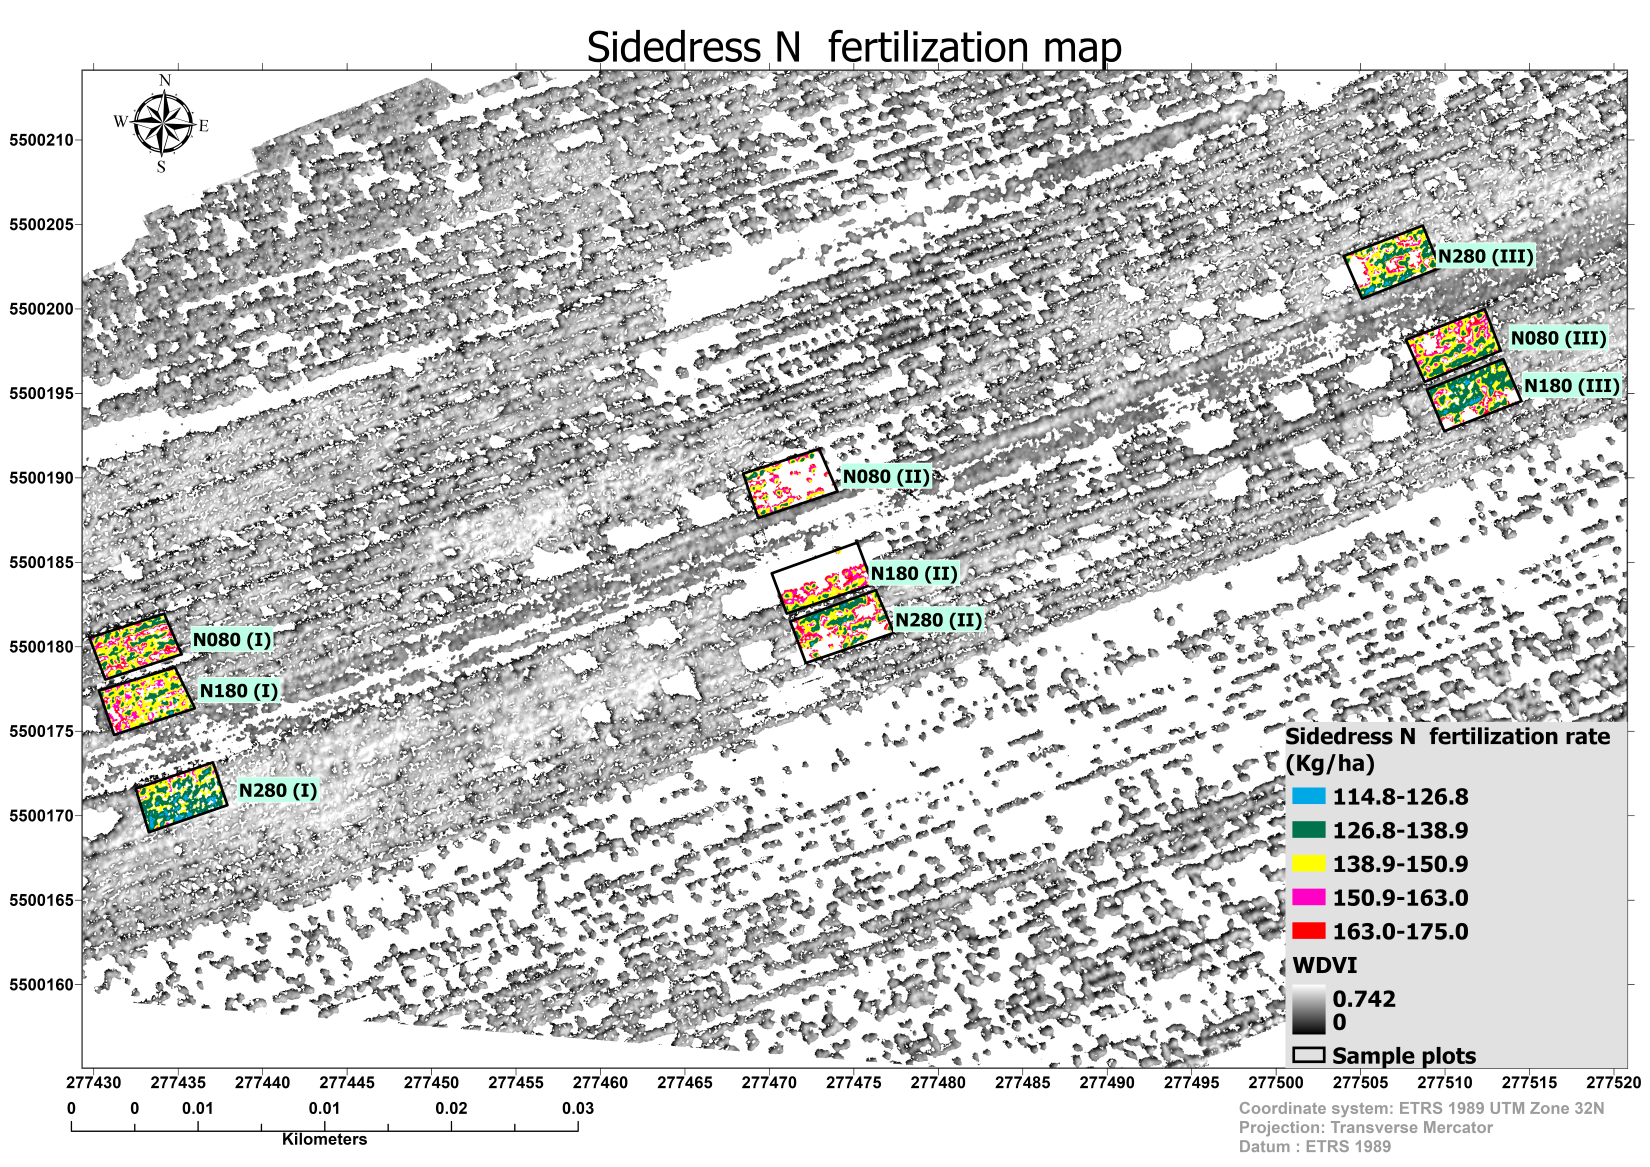 Sidedress N fertilization map
N
W E
S
5500210
5500205
5500200
5500195
5500190
5500185
5500180
5500175
5500170
5500165
5500160
N280 (III)
N080 (III)
N180 (III)
N080 (II)
N180 (II)
N280 (II)
N080 (I)
N180 (I)
N280 (I)
Sidedress N fertilization rate
(Kg/ha)
114.8-126.8
126.8-138.9
138.9-150.9
150.9-163.0
163.0-175.0
WDVI
0.742
0
Sample plots
277430 277435 277440 277445 277450 277455 277460 277465 277470 277475 277480 277485 277490 277495 277500 277505 277510 277515 277520
0 0 0.01 0.01 0.02 0.03
Kilometers
Coordinate system: ETRS 1989 UTM Zone 32N
Projection: Transverse Mercator
Datum : ETRS 1989